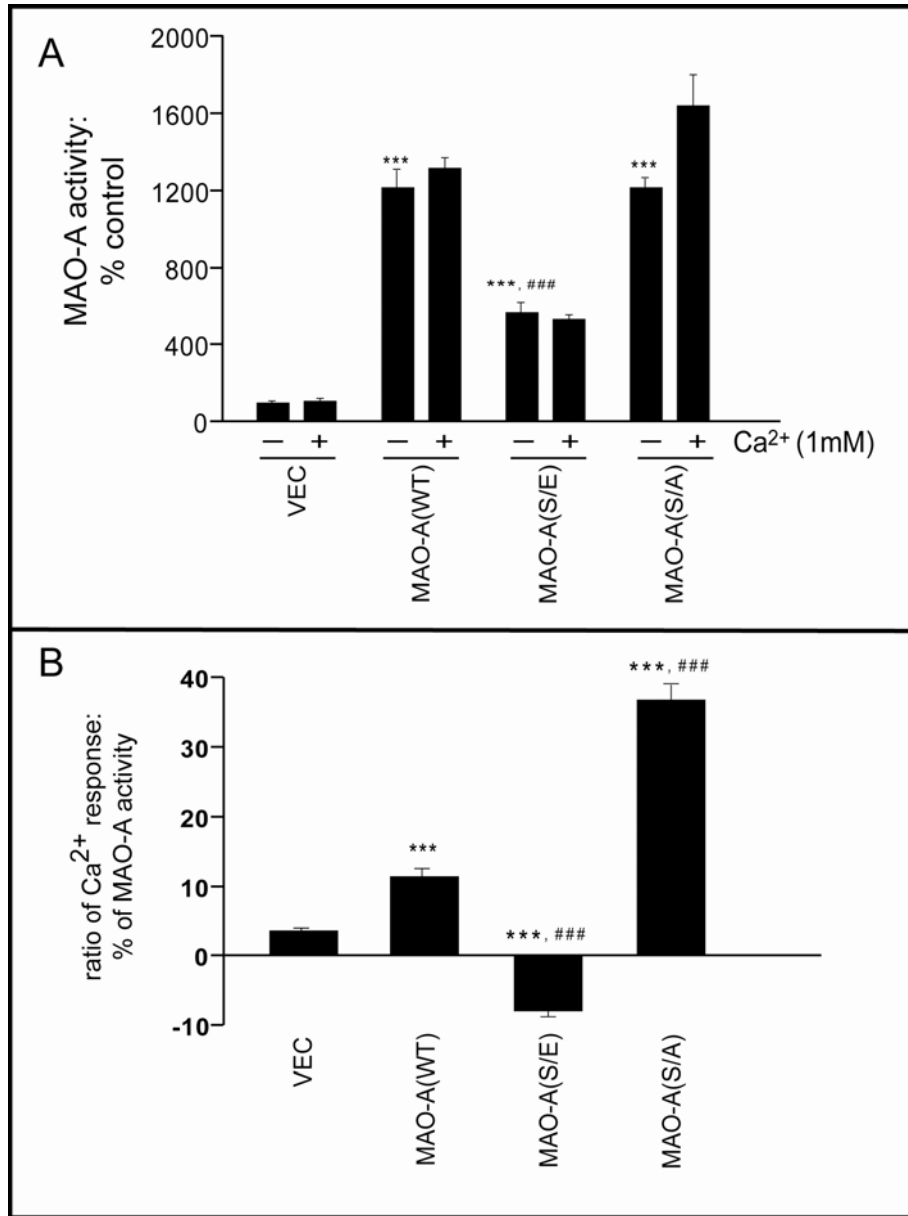 A
MAO-A activity:
% control
2000
1600
1200
800
400
0
***
***, ###
***
– + – + – + – + Ca2+ (1mM)
VEC
MAO-A(WT)
MAO-A(S/E)
MAO-A(S/A)
B
ratio of Ca2+ response:
% of MAO-A activity
40
30
20
10
0
-10
***
***, ###
***, ###
VEC
MAO-A(WT)
MAO-A(S/E)
MAO-A(S/A)